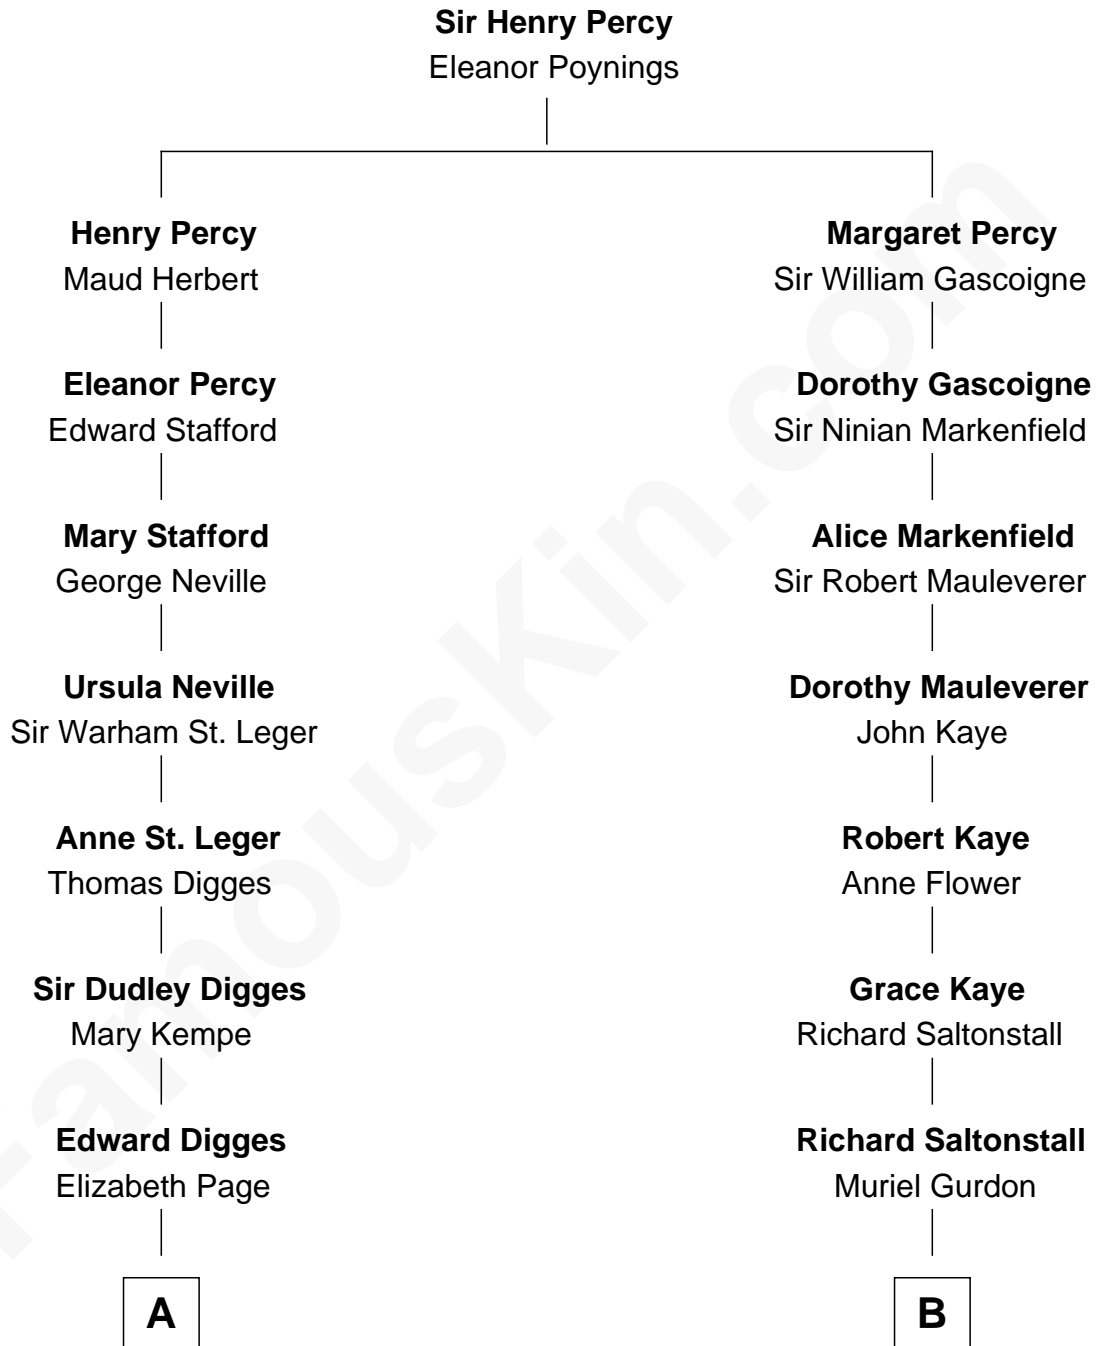 Sir Henry Percy
Eleanor Poynings
Henry Percy
Maud Herbert
Eleanor Percy
Edward Stafford
Mary Stafford
George Neville
Ursula Neville
Sir Warham St. Leger
Anne St. Leger
Thomas Digges
Sir Dudley Digges
Mary Kempe
Edward Digges
Elizabeth Page
A
Margaret Percy
Sir William Gascoigne
Dorothy Gascoigne
Sir Ninian Markenfield
Alice Markenfield
Sir Robert Mauleverer
Dorothy Mauleverer
John Kaye
Robert Kaye
Anne Flower
Grace Kaye
Richard Saltonstall
Richard Saltonstall
Muriel Gurdon
B
FamousKin.com